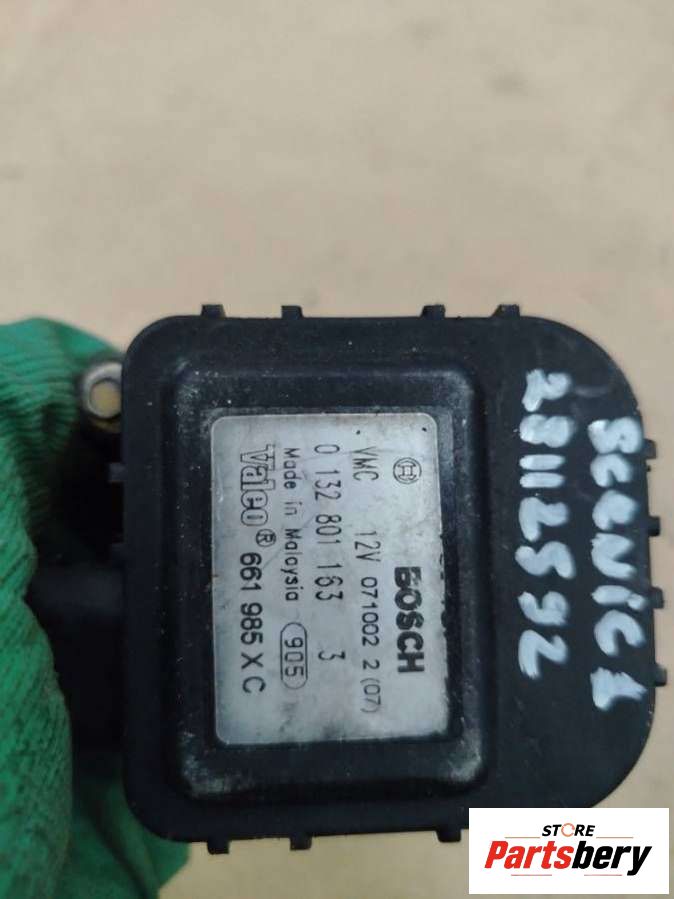 BOSCH
VMC 12V 071002 2 (07)
0 132 801 163 3
Made in Malaysia 905
Valeo® 661 985 X C
SCENIC 1
28112592
STORE
Partsbery